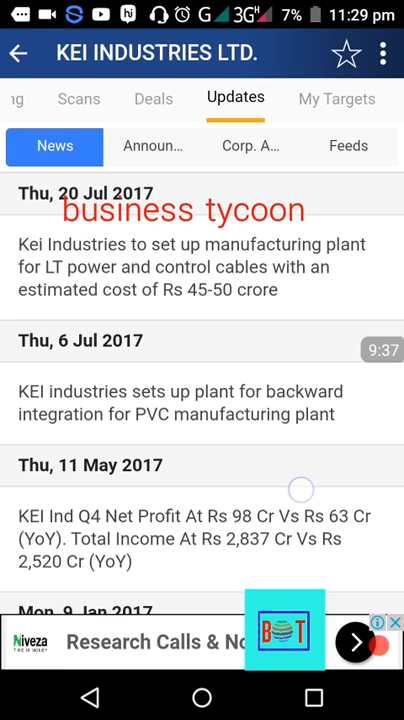 G 3G H 7% 11:29 pm
KEI INDUSTRIES LTD.
ng Scans Deals Updates My Targets
News Announ... Corp. A... Feeds
Thu, 20 Jul 2017
business tycoon
Kei Industries to set up manufacturing plant
for LT power and control cables with an
estimated cost of Rs 45-50 crore
Thu, 6 Jul 2017
9:37
KEI industries sets up plant for backward
integration for PVC manufacturing plant
Thu, 11 May 2017
KEI Ind Q4 Net Profit At Rs 98 Cr Vs Rs 63 Cr
(YoY). Total Income At Rs 2,837 Cr Vs Rs
2,520 Cr (YoY)
Mon, 9 Jan 2017
Niveza Research Calls & No
BOT